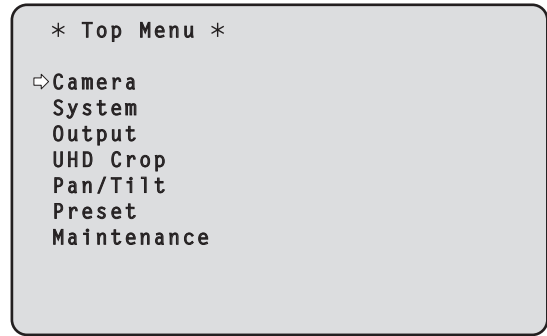 * Top Menu *
⇨Camera
System
Output
UHD Crop
Pan/Tilt
Preset
Maintenance